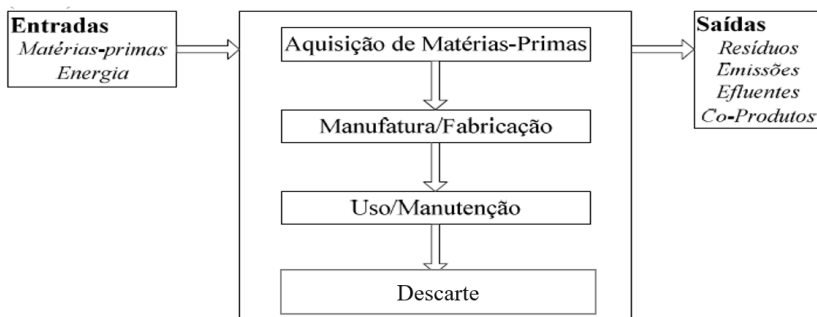 Entradas
Matérias-primas
Energia
Aquisição de Matérias-Primas
Manufatura/Fabricação
Uso/Manutenção
Descarte
Saídas
Resíduos
Emissões
Efluentes
Co-Produtos